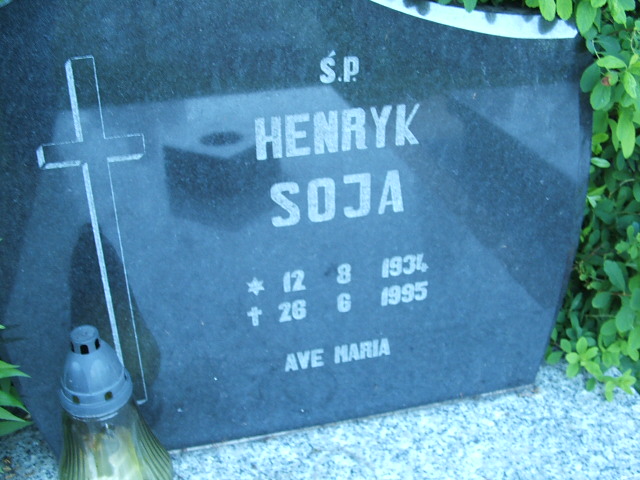 Ś.P.
HENRYK
SOJA
* 12 8 1934
† 26 6 1995
AVE MARIA